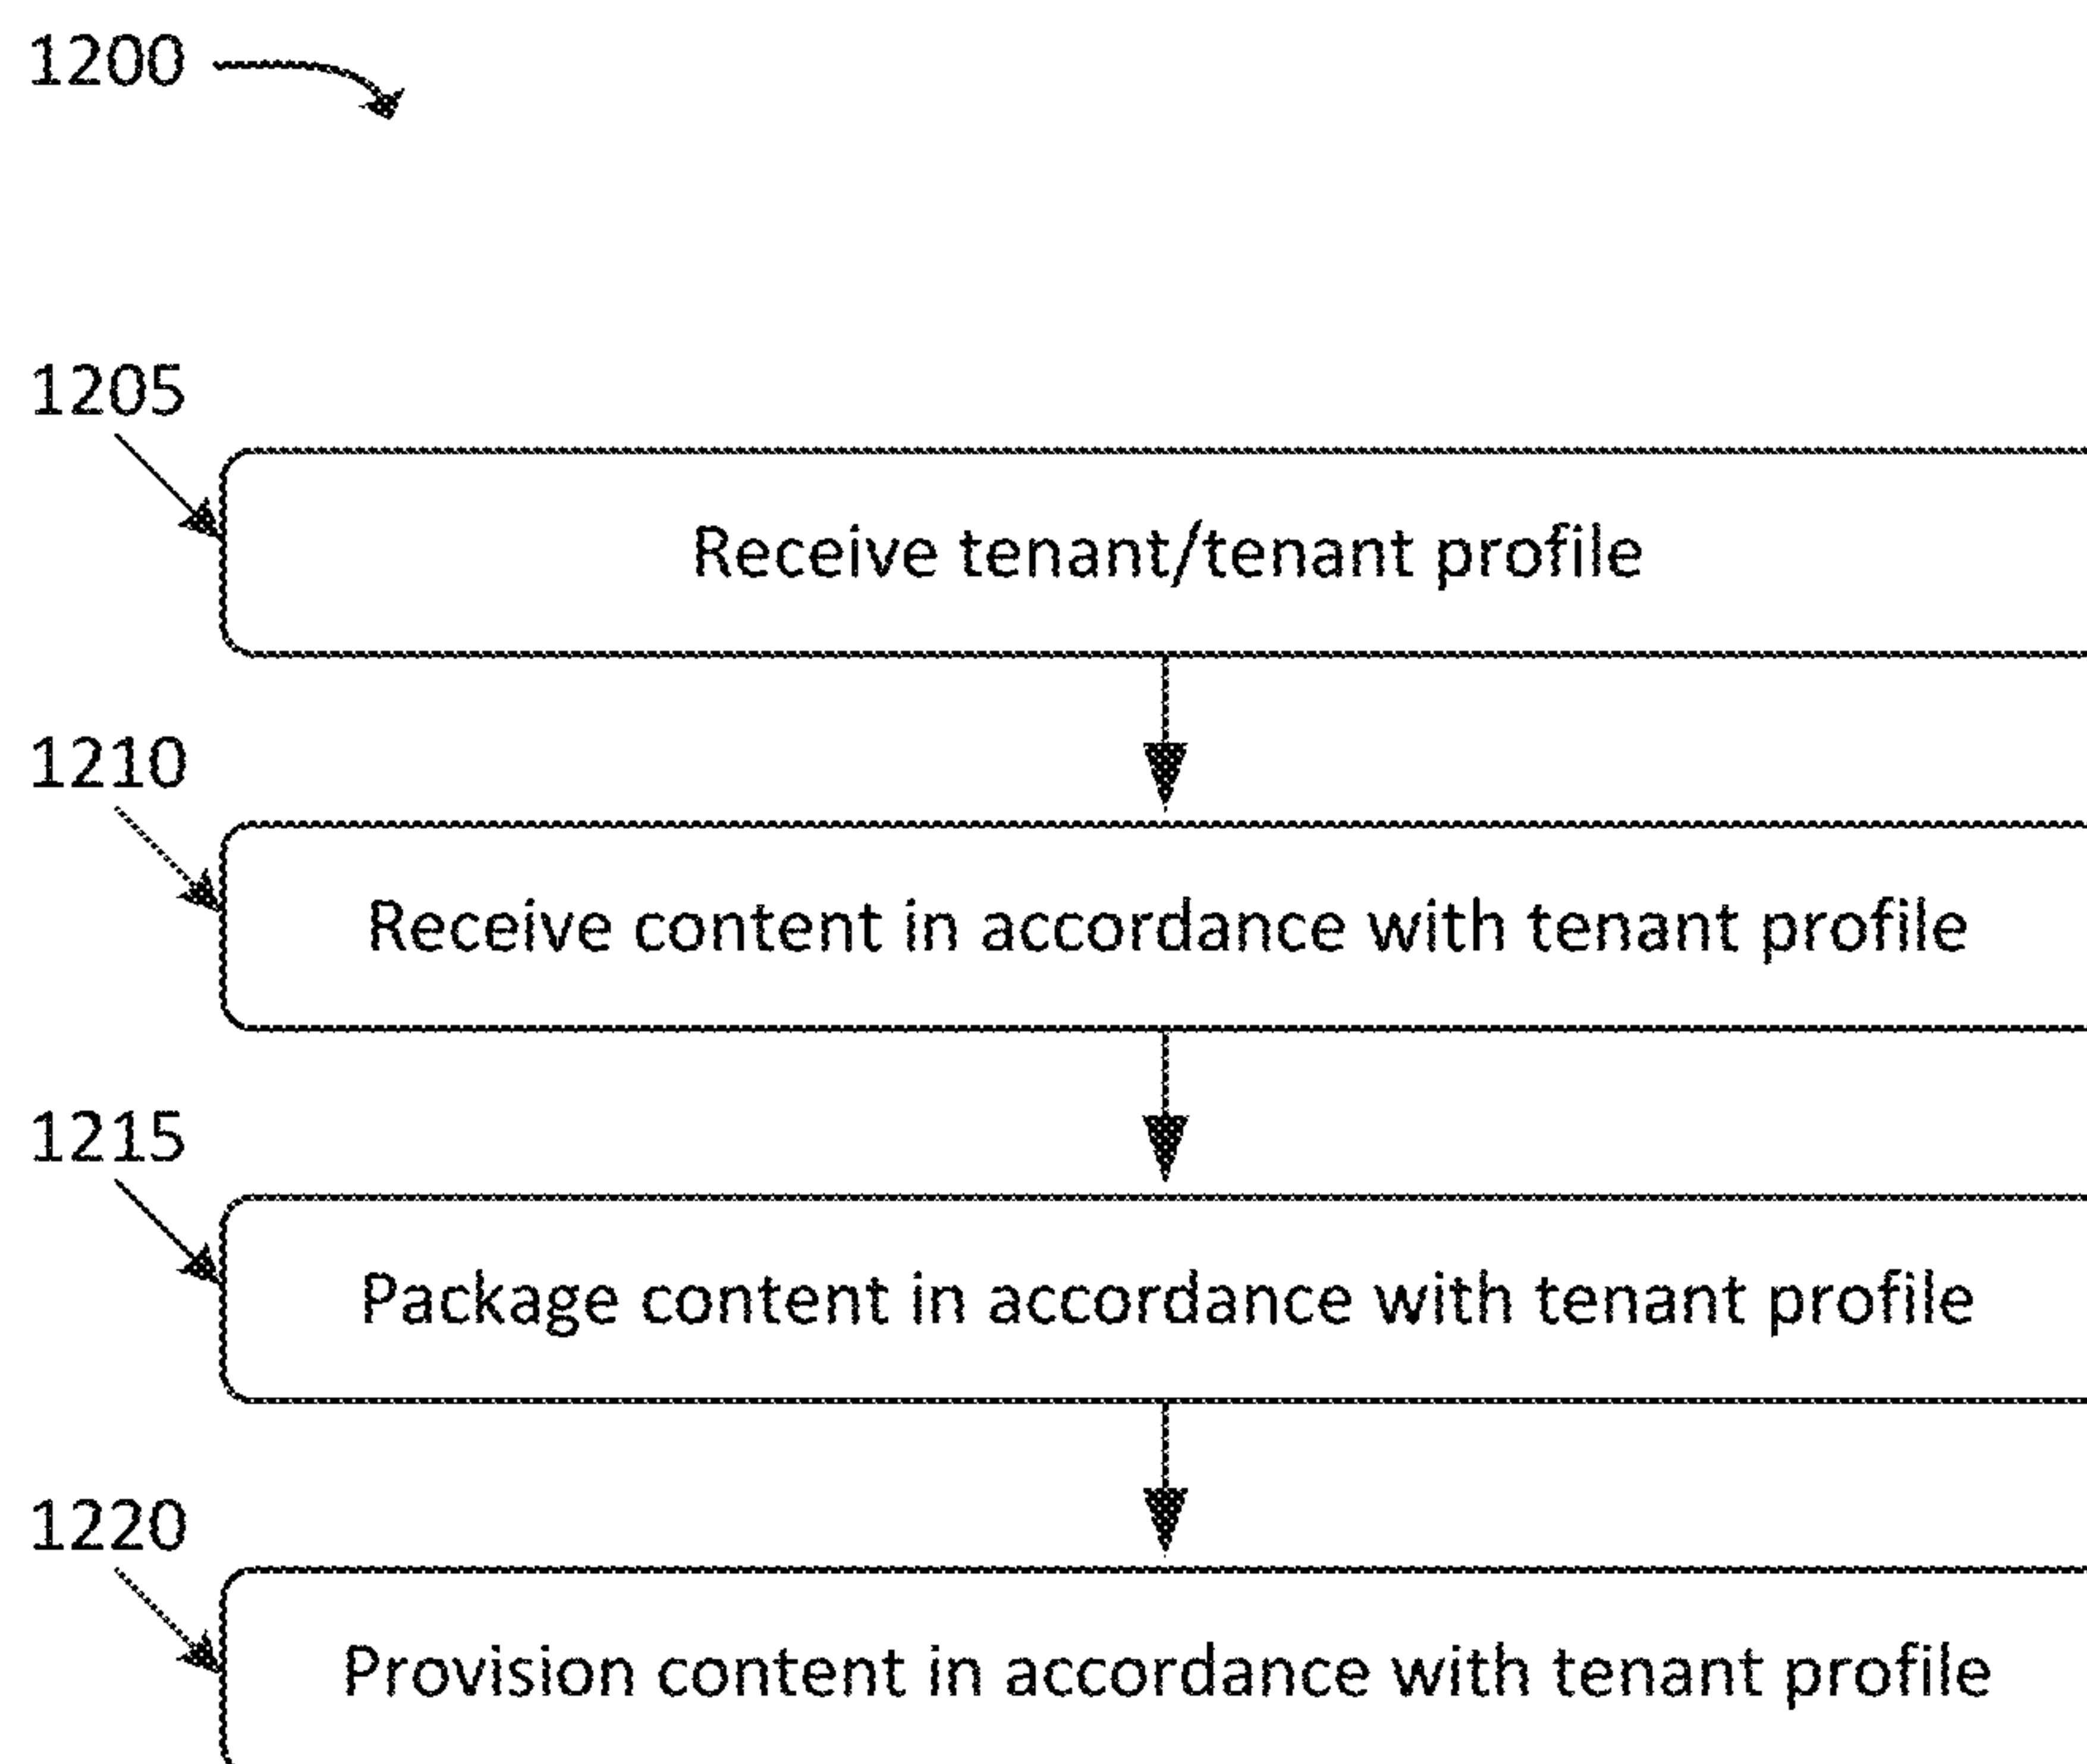 1200
1205
Receive tenant/tenant profile
1210
Receive content in accordance with tenant profile
1215
Package content in accordance with tenant profile
1220
Provision content in accordance with tenant profile